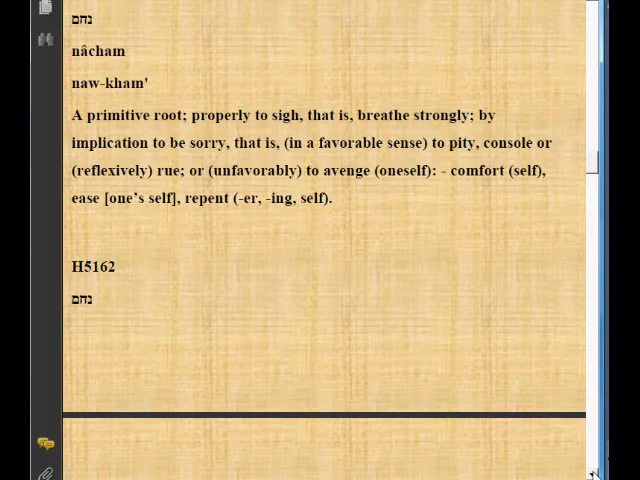 נחם
nâcham
naw-kham'
A primitive root; properly to sigh, that is, breathe strongly; by
implication to be sorry, that is, (in a favorable sense) to pity, console or
(reflexively) rue; or (unfavorably) to avenge (oneself): - comfort (self),
ease [one’s self], repent (-er, -ing, self).
H5162
נחם